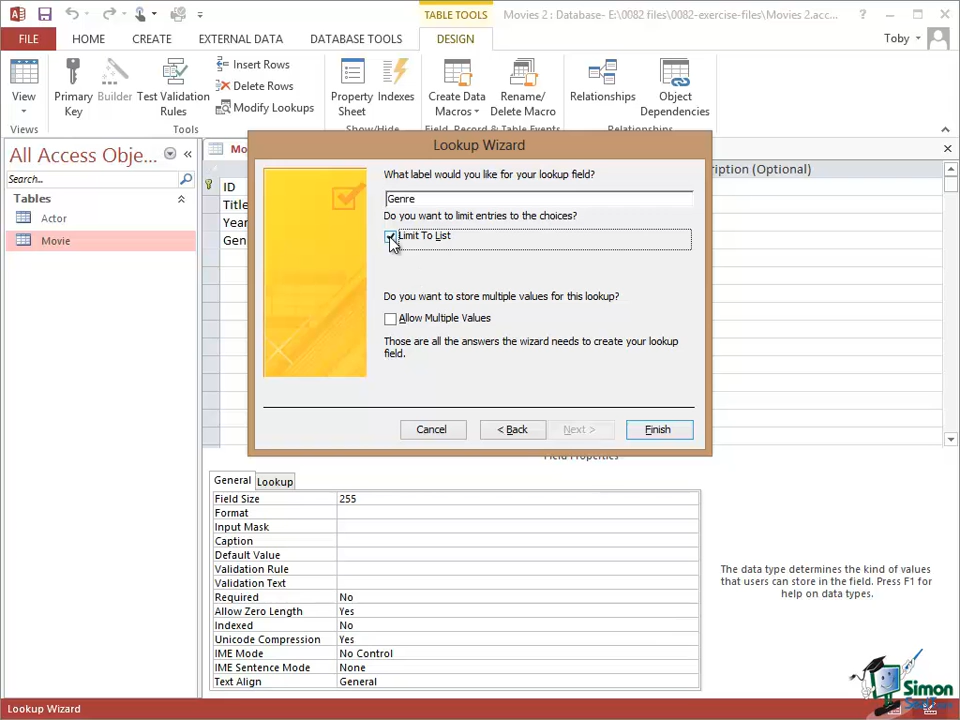 TABLE TOOLS
Movies 2 : Database- E:\0082 files\0082-exercise-files\Movies 2.acc...
FILE
HOME
CREATE
EXTERNAL DATA
DATABASE TOOLS
DESIGN
Toby
View
Primary Key
Builder
Test Validation Rules
Insert Rows
Delete Rows
Modify Lookups
Property Sheet
Indexes
Create Data Macros
Rename/ Delete Macro
Relationships
Object Dependencies
Views
Tools
Show/Hide
Field, Record & Table Events
Relationships
All Access Obje...
Search...
Tables
Actor
Movie
Mo
ription (Optional)
ID
Title
Year
Gen
Lookup Wizard
What label would you like for your lookup field?
Genre
Do you want to limit entries to the choices?
Limit To List
Do you want to store multiple values for this lookup?
Allow Multiple Values
Those are all the answers the wizard needs to create your lookup
field.
Cancel
< Back
Next >
Finish
Field Properties
General
Lookup
Field Size 255
Format
Input Mask
Caption
Default Value
Validation Rule
Validation Text
Required No
Allow Zero Length Yes
Indexed No
Unicode Compression Yes
IME Mode No Control
IME Sentence Mode None
Text Align General
The data type determines the kind of values
that users can store in the field. Press F1 for
help on data types.
Lookup Wizard
Simon